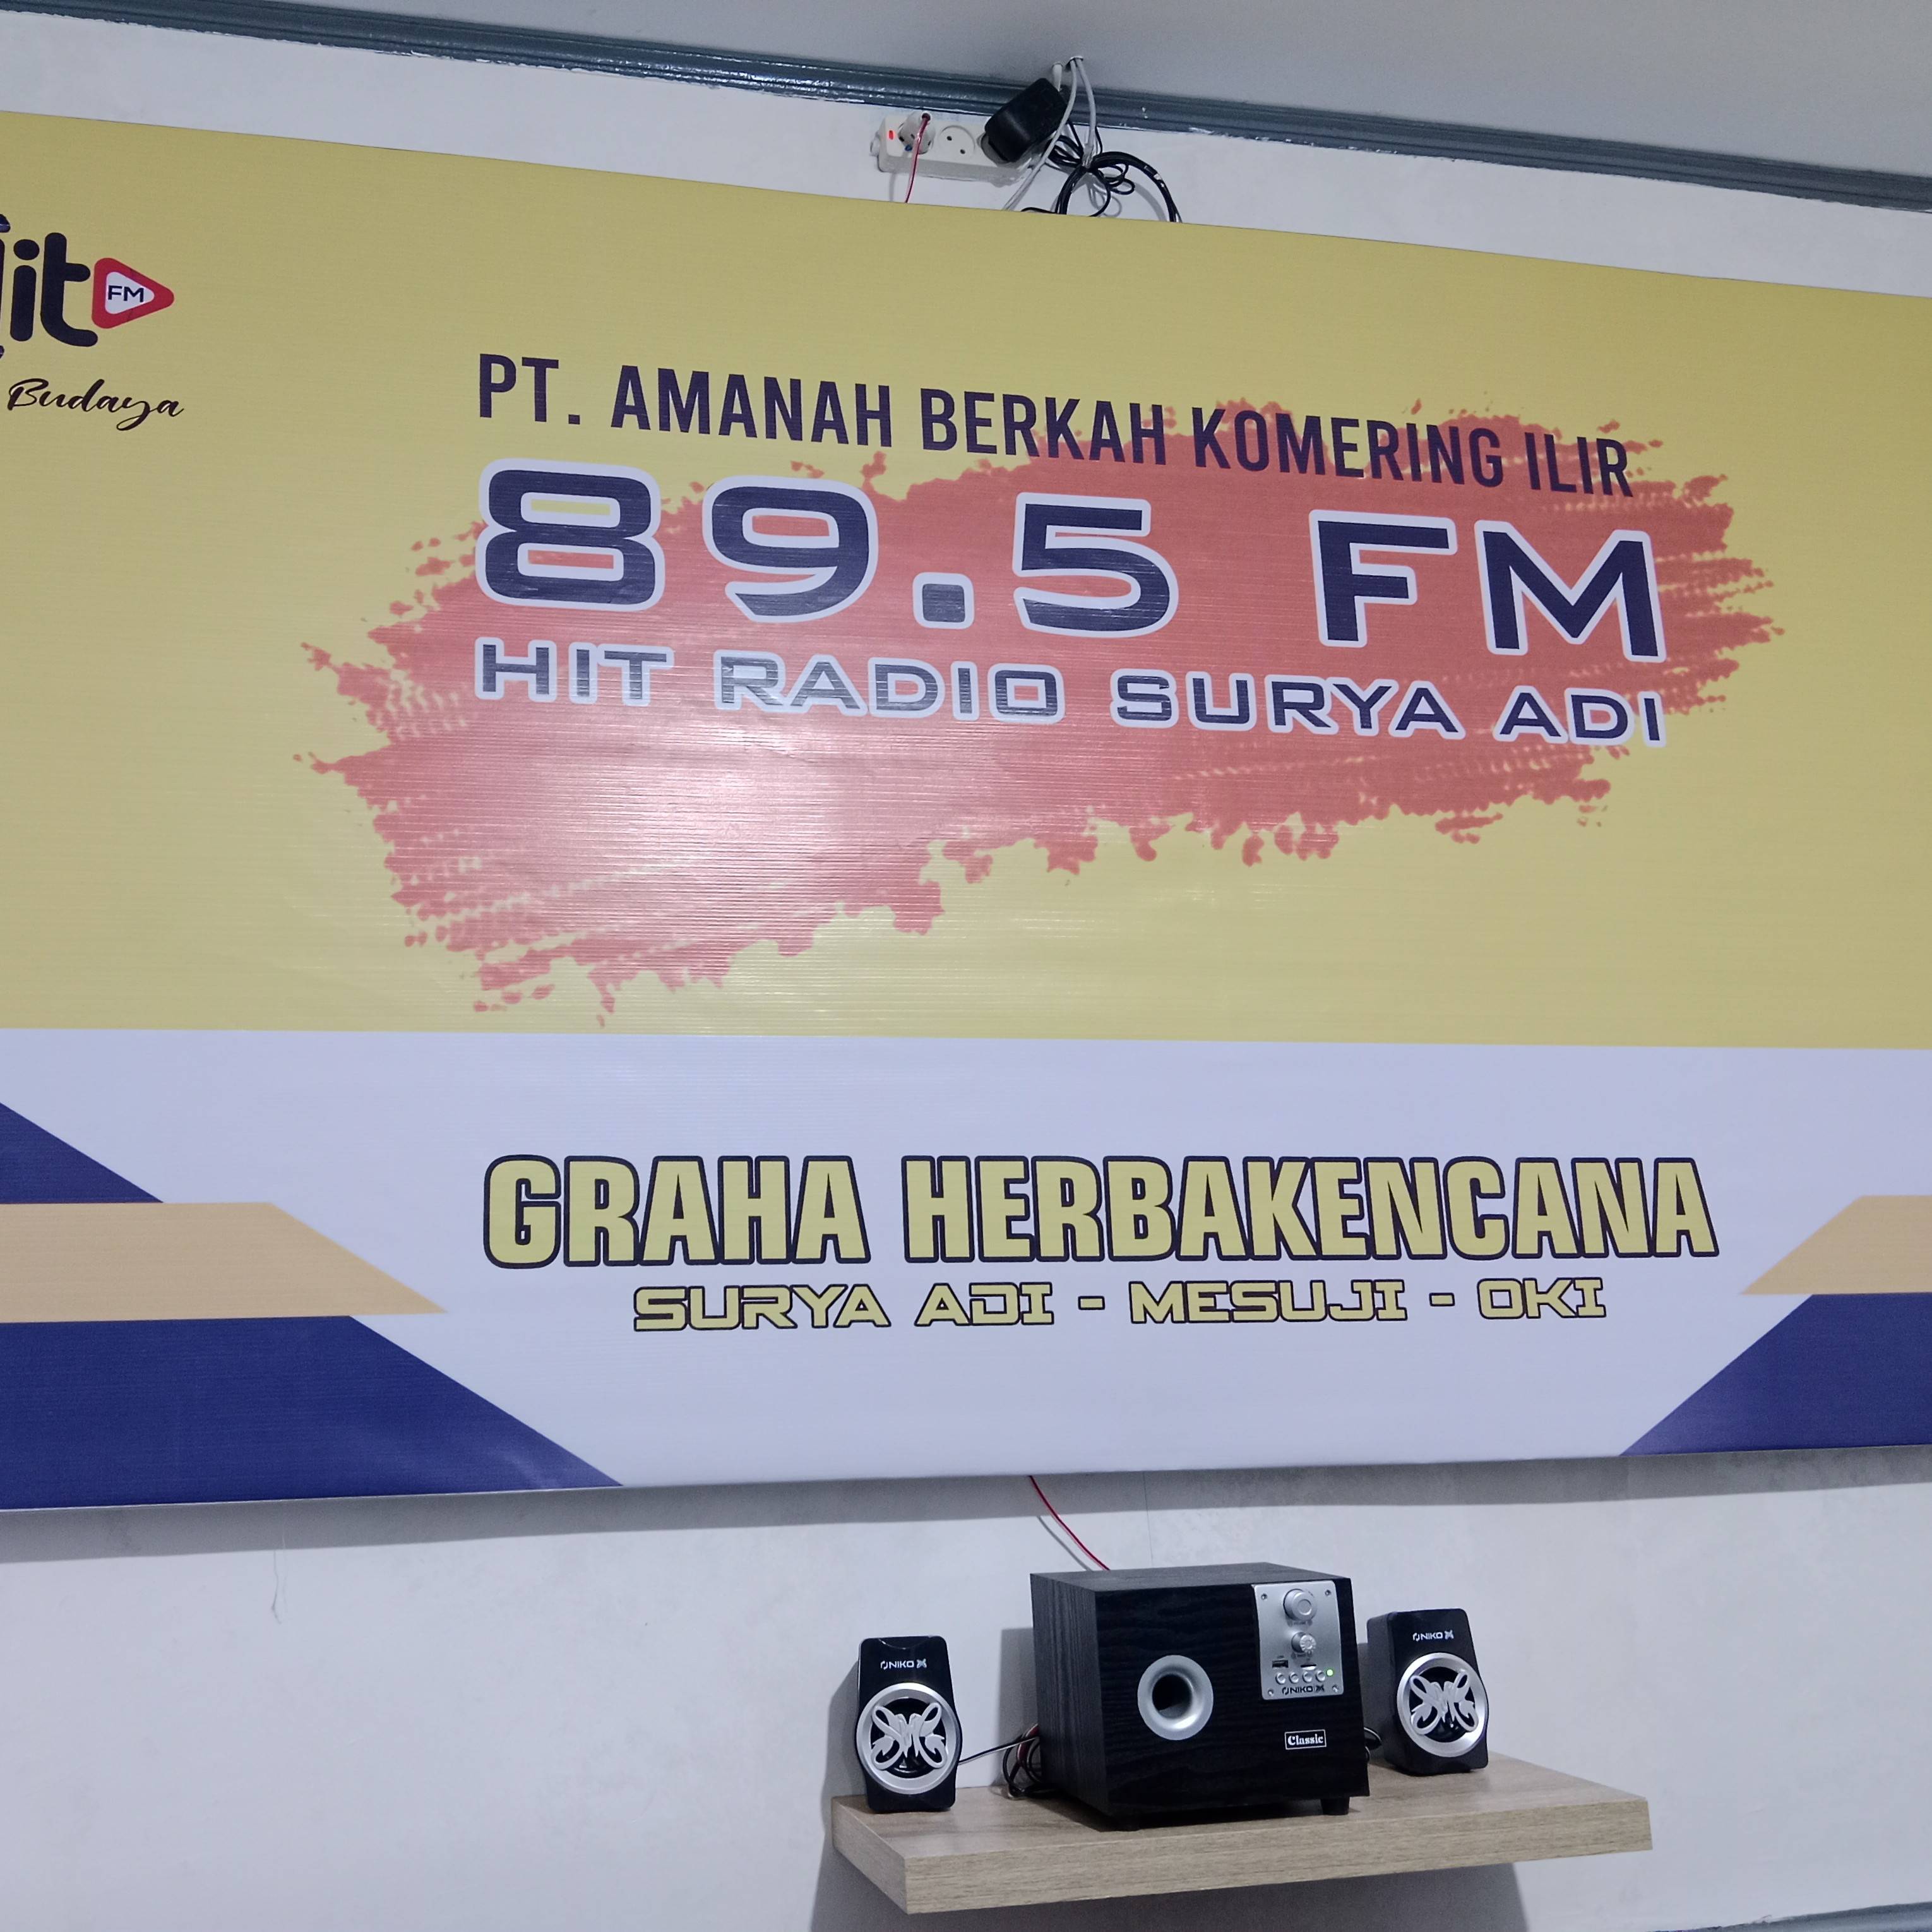 FM
Budaya
PT. AMANAH BERKAH KOMERING ILIR
89.5 FM
HIT RADIO SURYA ADI
GRAHA HERBAKENCANA
SURYA ADI - MESUJI - OKI
NIKO X
NIKO X
NIKO X
Classic